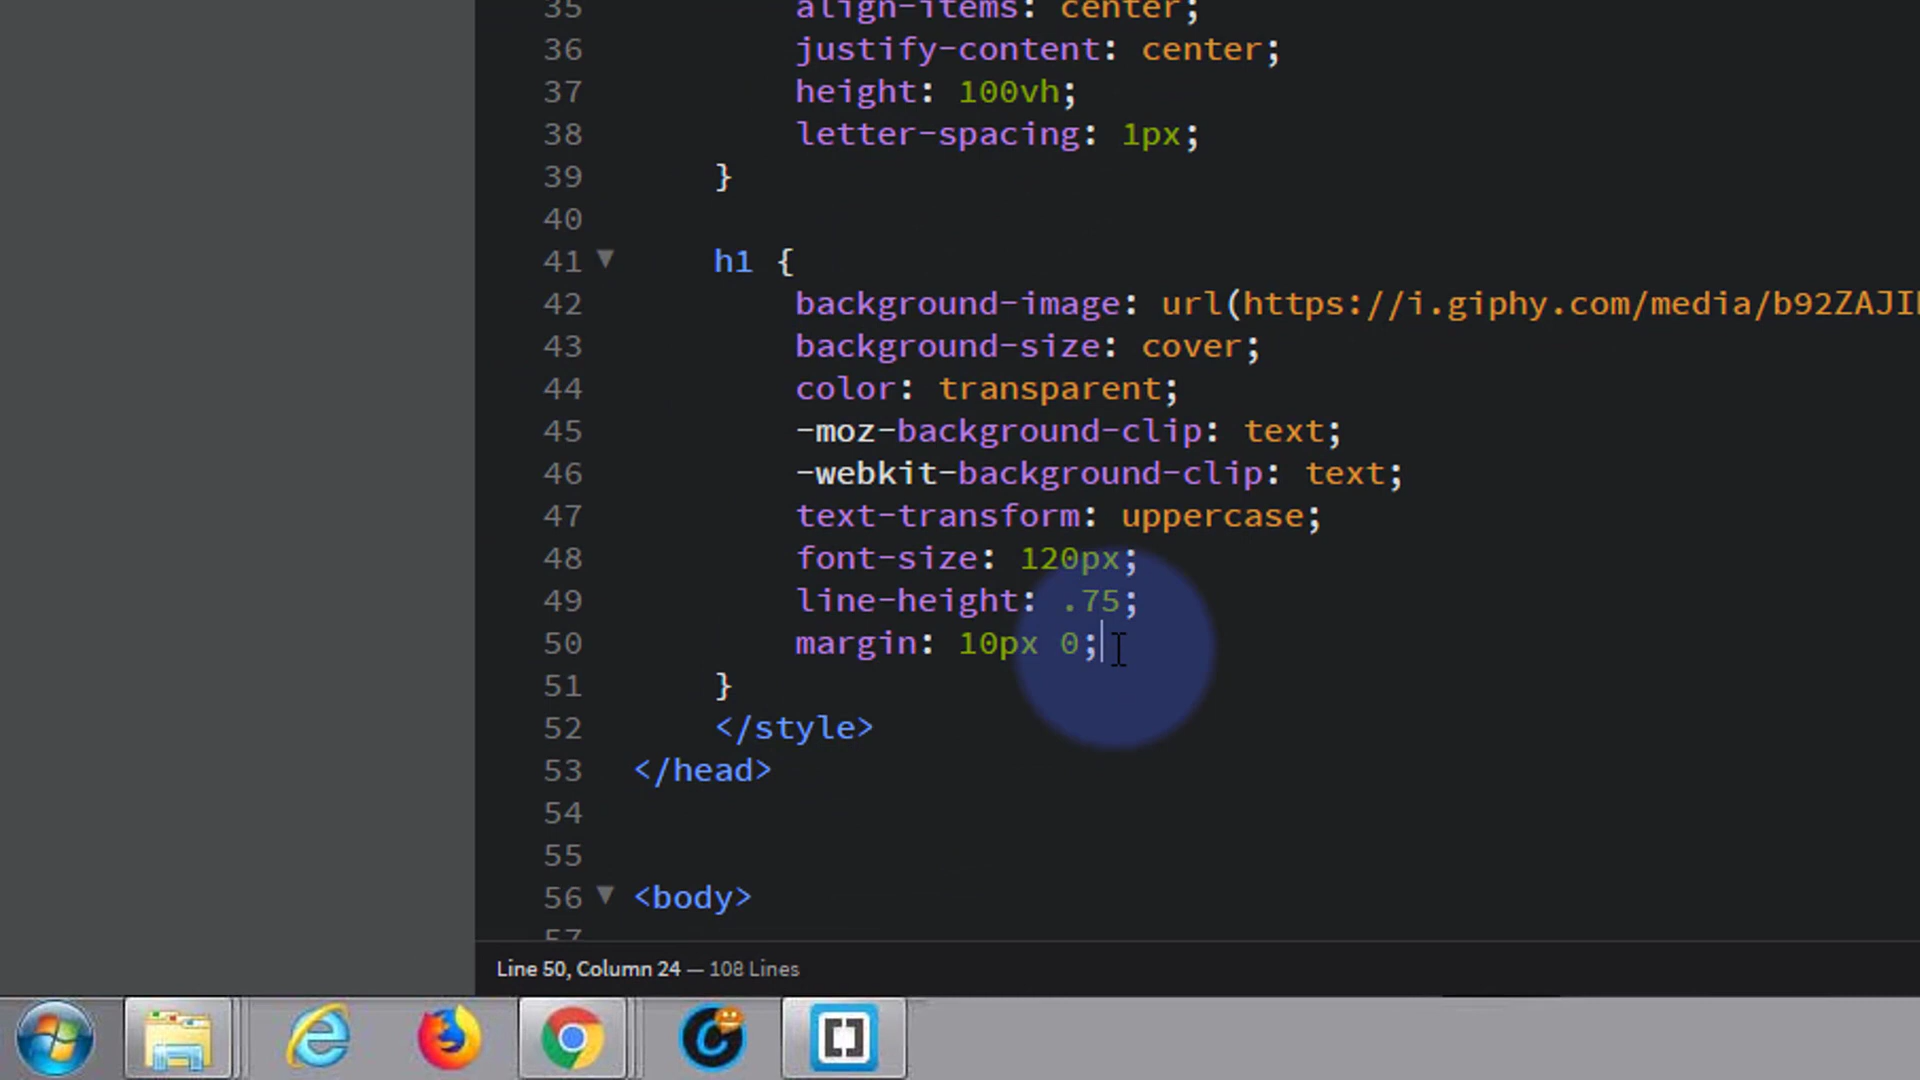 35 align-items: center;
36 justify-content: center;
37 height: 100vh;
38 letter-spacing: 1px;
39 }
40
41 h1 {
42 background-image: url(https://i.giphy.com/media/b92ZAJI
43 background-size: cover;
44 color: transparent;
45 -moz-background-clip: text;
46 -webkit-background-clip: text;
47 text-transform: uppercase;
48 font-size: 120px;
49 line-height: .75;
50 margin: 10px 0;
51 }
52 </style>
53 </head>
54
55
56 <body>
57
Line 50, Column 24 — 108 Lines